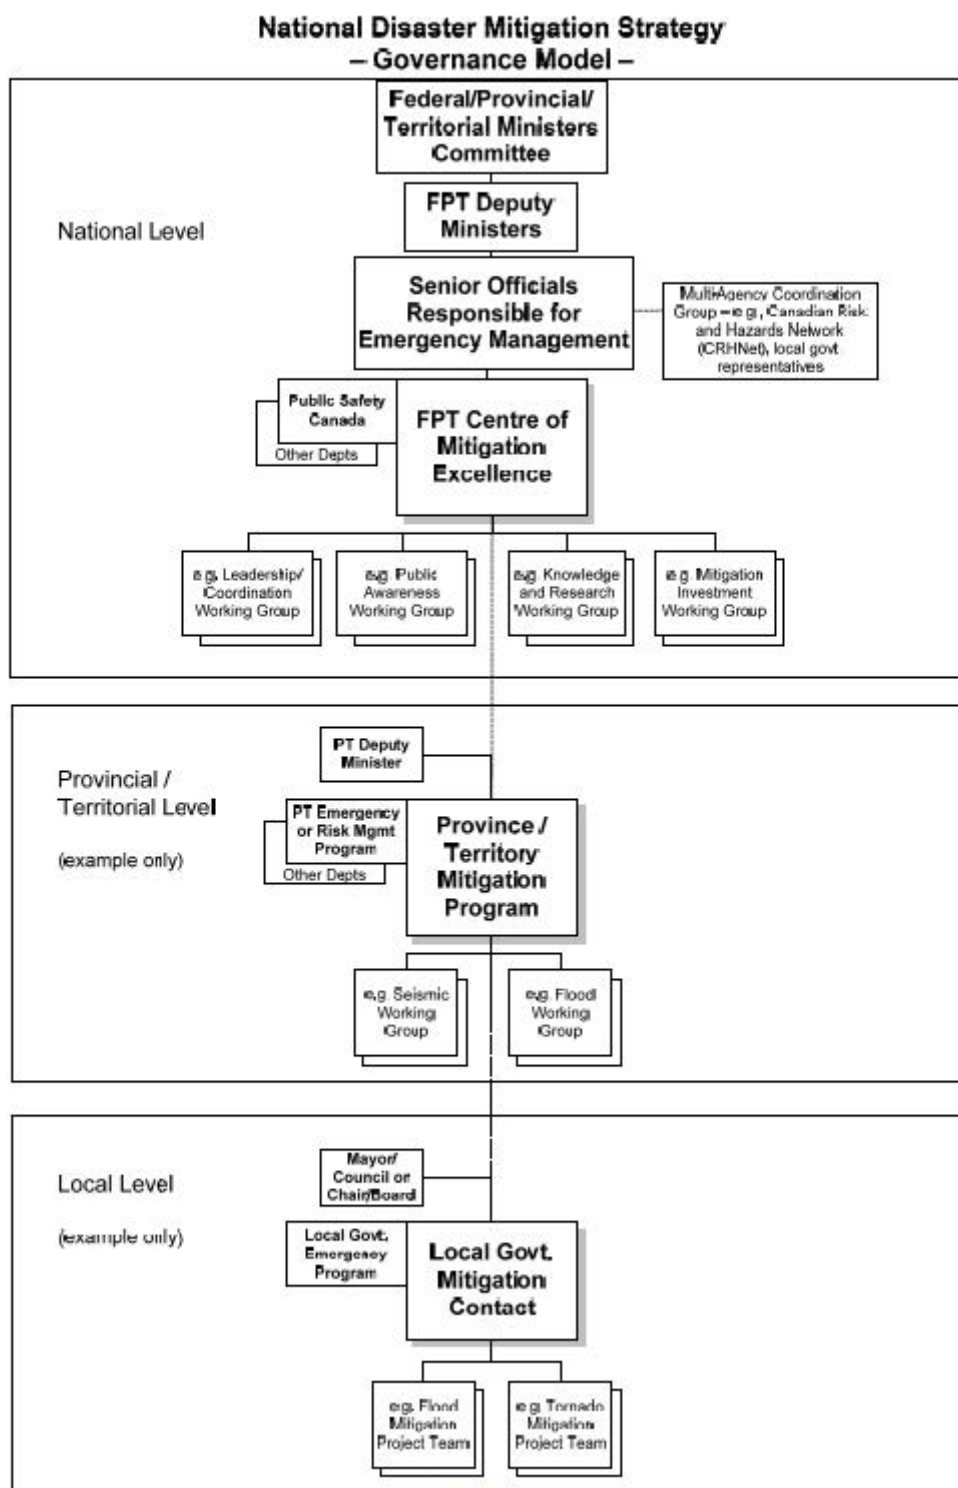 National Disaster Mitigation Strategy
– Governance Model –
Federal/Provincial/
Territorial Ministers
Committee
FPT Deputy
Ministers
National Level
Senior Officials
Responsible for
Emergency Management
Multi-Agency Coordination
Group – e.g., Canadian Risk
and Hazards Network
(CRHNet), local govt
representatives
Public Safety
Canada
Other Depts
FPT Centre of
Mitigation
Excellence
e.g. Leadership/
Coordination
Working Group
e.g. Public
Awareness
Working Group
e.g. Knowledge
and Research
Working Group
e.g. Mitigation
Investment
Working Group
PT Deputy
Minister
Provincial /
Territorial Level
(example only)
PT Emergency
or Risk Mgmt
Program
Other Depts
Province /
Territory
Mitigation
Program
e.g. Seismic
Working
Group
e.g. Flood
Working
Group
Mayor/
Council or
Chair/Board
Local Level
(example only)
Local Govt.
Emergency
Program
Local Govt.
Mitigation
Contact
e.g. Flood
Mitigation
Project Team
e.g. Tornado
Mitigation
Project Team